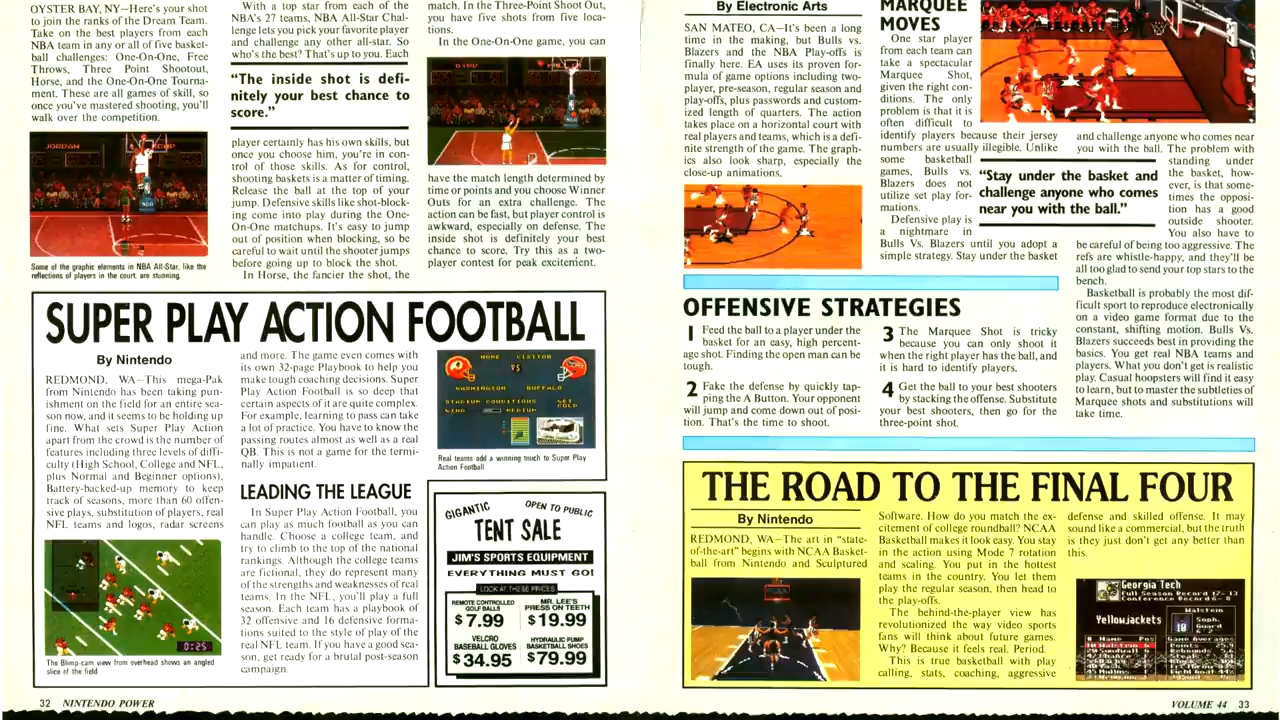 OYSTER BAY, NY—Here's your shot
to join the ranks of the Dream Team.
Take on the best players from each
NBA team in any or all of five basket-
ball challenges: One-On-One, Free
Throws, Three Point Shootout,
Horse, and the One-On-One Tourna-
ment. These are all games of skill, so
once you've mastered shooting, you'll
walk over the competition.
JORDAN
Some of the graphic elements in NBA All-Star, like the
reflections of players in the court, are stunning.
With a top star from each of the
NBA's 27 teams, NBA All-Star Chal-
lenge lets you pick your favorite player
and challenge any other all-star. So
who's the best? That's up to you. Each
"The inside shot is defi-
nitely your best chance to
score."
player certainly has his own skills, but
once you choose him, you're in con-
trol of those skills. As for control,
shooting baskets is a matter of timing.
Release the ball at the top of your
jump. Defensive skills like shot-block-
ing come into play during the One-
On-One matchups. It's easy to jump
out of position when blocking, so be
careful to wait until the shooter jumps
before going up to block the shot.
In Horse, the fancier the shot, the
match. In the Three-Point Shoot Out,
you have five shots from five loca-
tions.
In the One-On-One game, you can
BIRD
have the match length determined by
time or points and you choose Winner
Outs for an extra challenge. The
action can be fast, but player control is
awkward, especially on defense. The
inside shot is definitely your best
chance to score. Try this as a two-
player contest for peak excitement.
SUPER PLAY ACTION FOOTBALL
By Nintendo
REDMOND, WA—This mega-Pak
from Nintendo has been taking pun-
ishment on the field for an entire sea-
son now, and it seems to be holding up
fine. What sets Super Play Action
apart from the crowd is the number of
features including three levels of diffi-
culty (High School, College and NFL,
plus Normal and Beginner options),
Battery-backed-up memory to keep
track of seasons, more than 60 offen-
sive plays, substitution of players, real
NFL teams and logos, radar screens
0:25
The Blimp-cam view from overhead shows an angled
slice of the field.
and more. The game even comes with
its own 32-page Playbook to help you
make tough coaching decisions. Super
Play Action Football is so deep that
certain aspects of it are quite complex.
For example, learning to pass can take
a lot of practice. You have to know the
passing routes almost as well as a real
QB. This is not a game for the termi-
nally impatient.
LEADING THE LEAGUE
In Super Play Action Football, you
can play as much football as you can
handle. Choose a college team, and
try to climb to the top of the national
rankings. Although the college teams
are fictional, they do represent many
of the strengths and weaknesses of real
teams. In the NFL, you'll play a full
season. Each team has a playbook of
32 offensive and 16 defensive forma-
tions suited to the style of play of the
real NFL team. If you have a good sea-
son, get ready for a brutal post-season
campaign.
HOME VISITOR
VS
WASHINGTON BUFFALO
STADIUM CONDITIONS
WIND MEDIUM
WET
COLD
Real teams add a winning touch to Super Play
Action Football
GIGANTIC OPEN TO PUBLIC
TENT SALE
JIM'S SPORTS EQUIPMENT
EVERYTHING MUST GO!
LOOK AT THESE PRICES
REMOTE CONTROLLED
GOLF BALLS
$7.99
MR. LEE'S
PRESS ON TEETH
$19.99
VELCRO
BASEBALL GLOVES
$34.95
HYDRAULIC PUMP
BASKETBALL SHOES
$79.99
32 NINTENDO POWER
By Electronic Arts
SAN MATEO, CA—It's been a long
time in the making, but Bulls vs.
Blazers and the NBA Play-offs is
finally here. EA uses its proven for-
mula of game options including two-
player, pre-season, regular season and
play-offs, plus passwords and custom-
ized length of quarters. The action
takes place on a horizontal court with
real players and teams, which is a defi-
nite strength of the game. The graph-
ics also look sharp, especially the
close-up animations.
MARQUEE
MOVES
One star player
from each team can
take a spectacular
Marquee Shot,
given the right con-
ditions. The only
problem is that it is
often difficult to
identify players because their jersey
numbers are usually illegible. Unlike
some basketball
games, Bulls vs.
Blazers does not
utilize set play for-
mations.
Defensive play is
a nightmare in
Bulls Vs. Blazers until you adopt a
simple strategy. Stay under the basket
"Stay under the basket and
challenge anyone who comes
near you with the ball."
and challenge anyone who comes near
you with the ball. The problem with
standing under
the basket, how-
ever, is that some-
times the opposi-
tion has a good
outside shooter.
You also have to
be careful of being too aggressive. The
refs are whistle-happy, and they'll be
all too glad to send your top stars to the
bench.
Basketball is probably the most dif-
ficult sport to reproduce electronically
on a video game format due to the
constant, shifting motion. Bulls Vs.
Blazers succeeds best in providing the
basics. You get real NBA teams and
players. What you don't get is realistic
play. Casual hoopsters will find it easy
to learn, but to master the subtleties of
Marquee shots and substitutions will
take time.
OFFENSIVE STRATEGIES
1 Feed the ball to a player under the
basket for an easy, high percent-
age shot. Finding the open man can be
tough.
2 Fake the defense by quickly tap-
ping the A Button. Your opponent
will jump and come down out of posi-
tion. That's the time to shoot.
3 The Marquee Shot is tricky
because you can only shoot it
when the right player has the ball, and
it is hard to identify players.
4 Get the ball to your best shooters
by stacking the offense. Substitute
your best shooters, then go for the
three-point shot.
THE ROAD TO THE FINAL FOUR
By Nintendo
REDMOND, WA—The art in "state-
of-the-art" begins with NCAA Basket-
ball from Nintendo and Sculptured
Software. How do you match the ex-
citement of college roundball? NCAA
Basketball makes it look easy. You stay
in the action using Mode 7 rotation
and scaling. You put in the hottest
teams in the country. You let them
play the regular season, then head to
the play-offs.
The behind-the-player view has
revolutionized the way video sports
fans will think about future games.
Why? Because it feels real. Period.
This is true basketball with play
calling, stats, coaching, aggressive
defense and skilled offense. It may
sound like a commercial, but the truth
is they just don't get any better than
this.
Georgia Tech
Full Season Record 17-13
Conference Record 6-8
Yellowjackets
Walstein
Soph.
Guard
Name Pos
Game Averages
Points
Rebounds
VOLUME 44 33